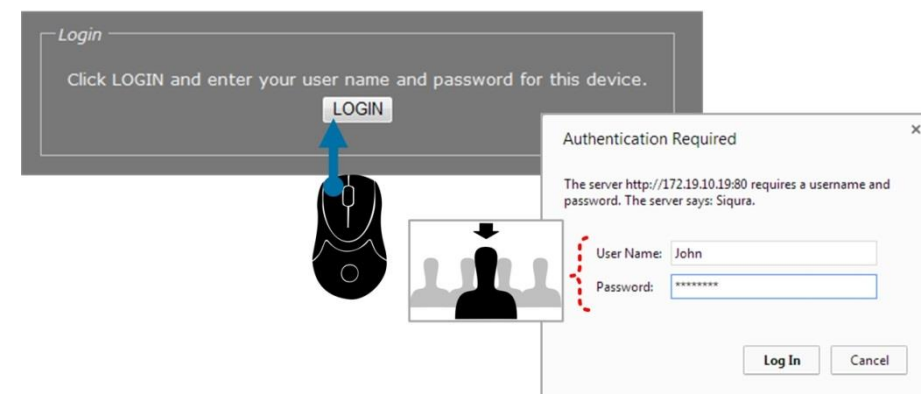 Login
Click LOGIN and enter your user name and password for this device.
LOGIN
Authentication Required
×
The server http://172.19.10.19:80 requires a username and
password. The server says: Siqura.
User Name: John
Password: ********
Log In Cancel